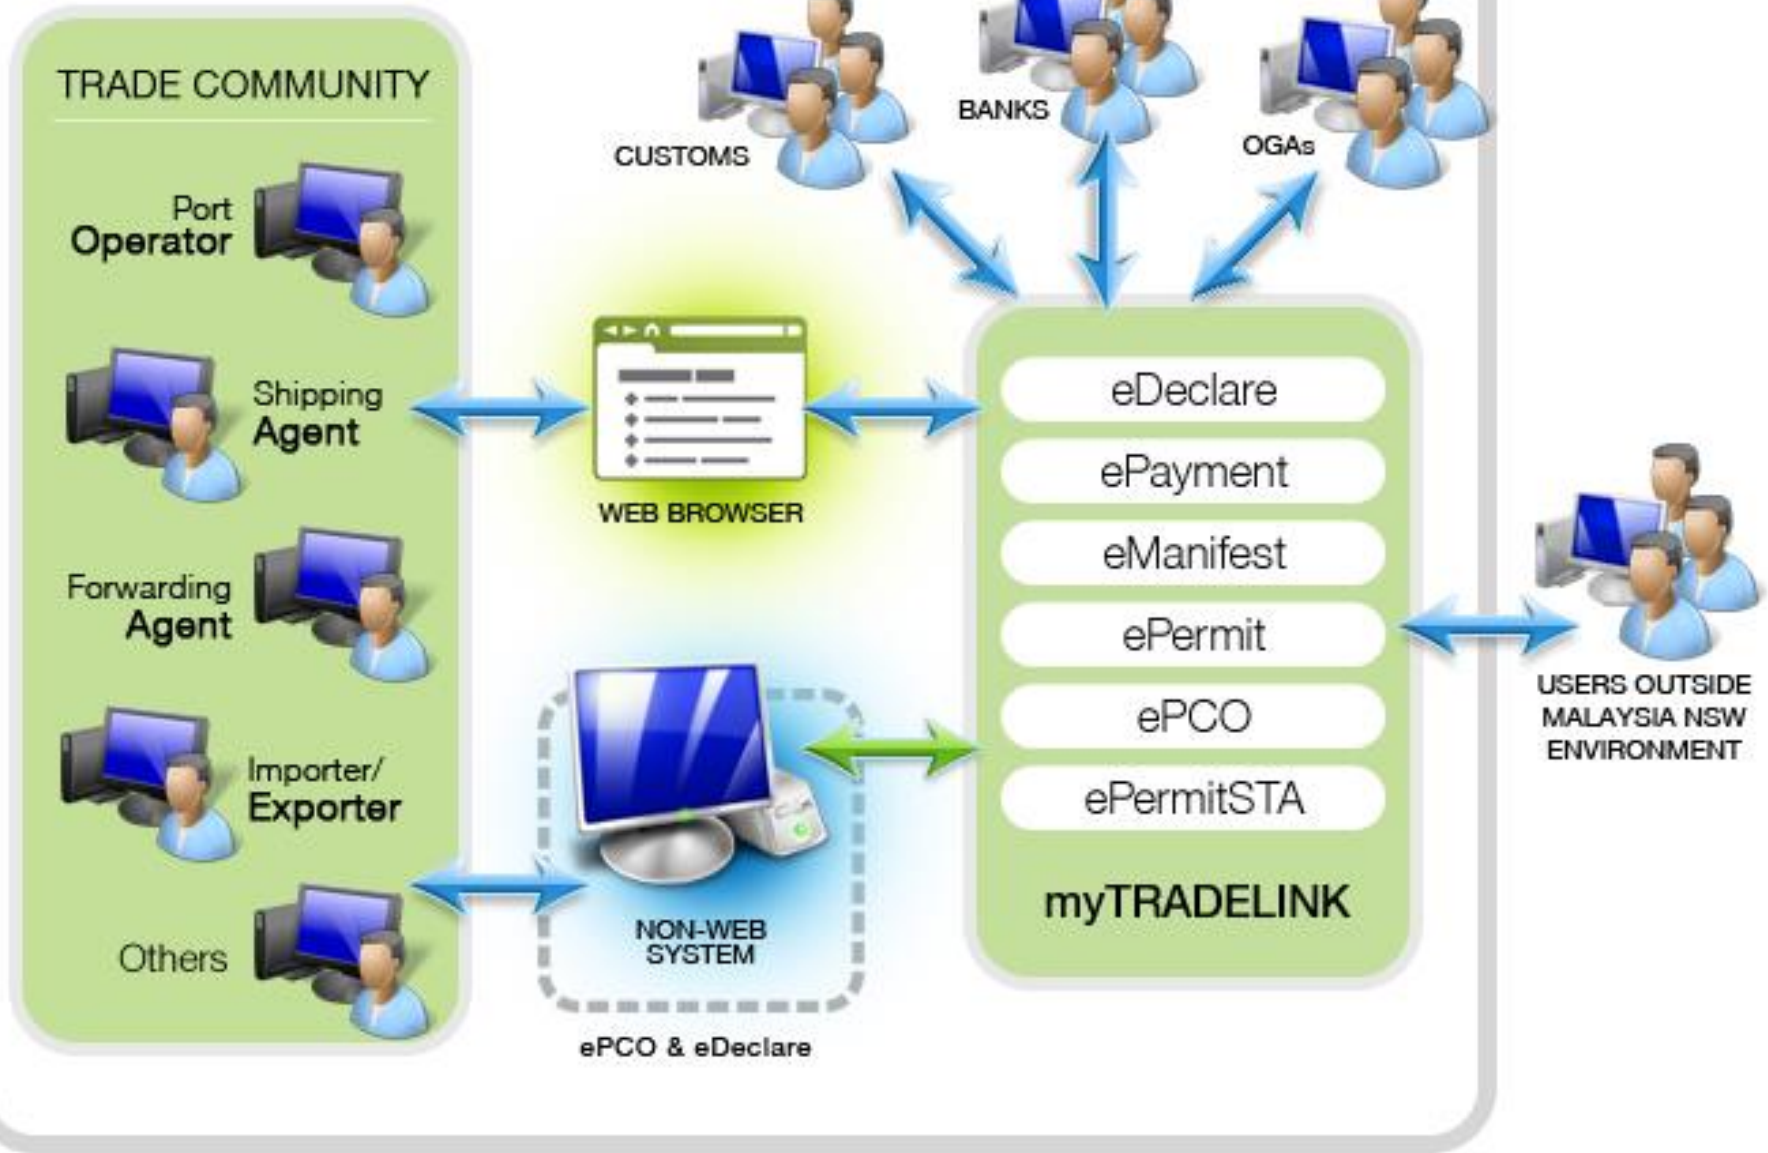 TRADE COMMUNITY
Port
Operator
Shipping
Agent
Forwarding
Agent
Importer/
Exporter
Others
CUSTOMS
BANKS
OGAs
WEB BROWSER
NON-WEB
SYSTEM
ePCO & eDeclare
eDeclare
ePayment
eManifest
ePermit
ePCO
ePermitSTA
myTRADELINK
USERS OUTSIDE
MALAYSIA NSW
ENVIRONMENT